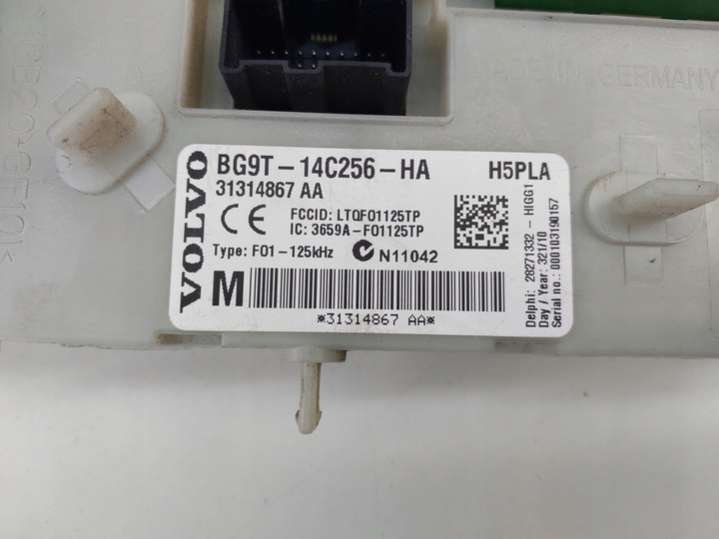 MADE IN GERMANY
VOLVO
BG9T-14C256-HA H5PLA
31314867 AA
CE FCCID: LTQF01125TP
IC: 3659A-F01125TP
Type: F01-125kHz N11042
M
*31314867 AA*
Delphi: 28271332 - HIGG1
Day / Year: 321/10
Serial no.: 000103190157